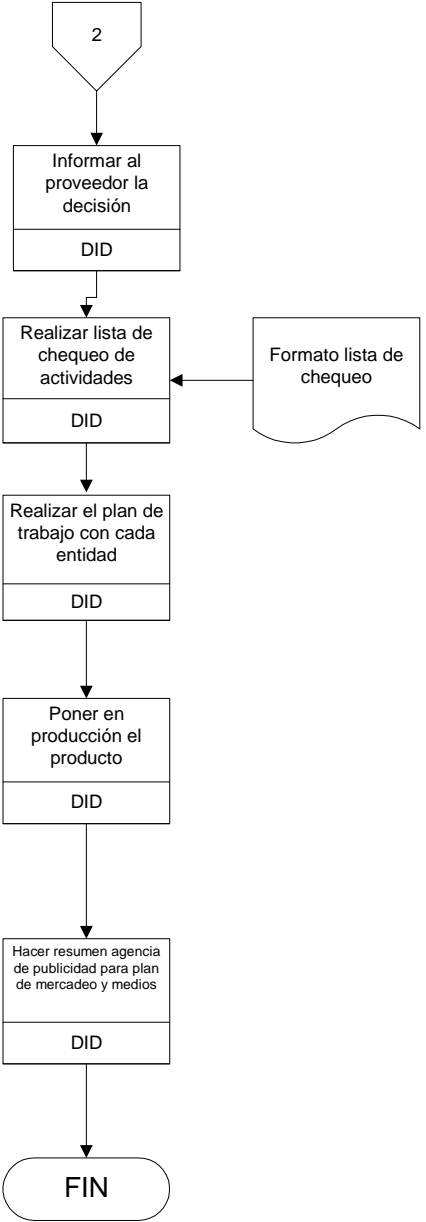 2
Informar al
proveedor la
decisión
DID
Realizar lista de
chequeo de
actividades
DID
Formato lista de
chequeo
Realizar el plan de
trabajo con cada
entidad
DID
Poner en
producción el
producto
DID
Hacer resumen agencia
de publicidad para plan
de mercadeo y medios
DID
FIN